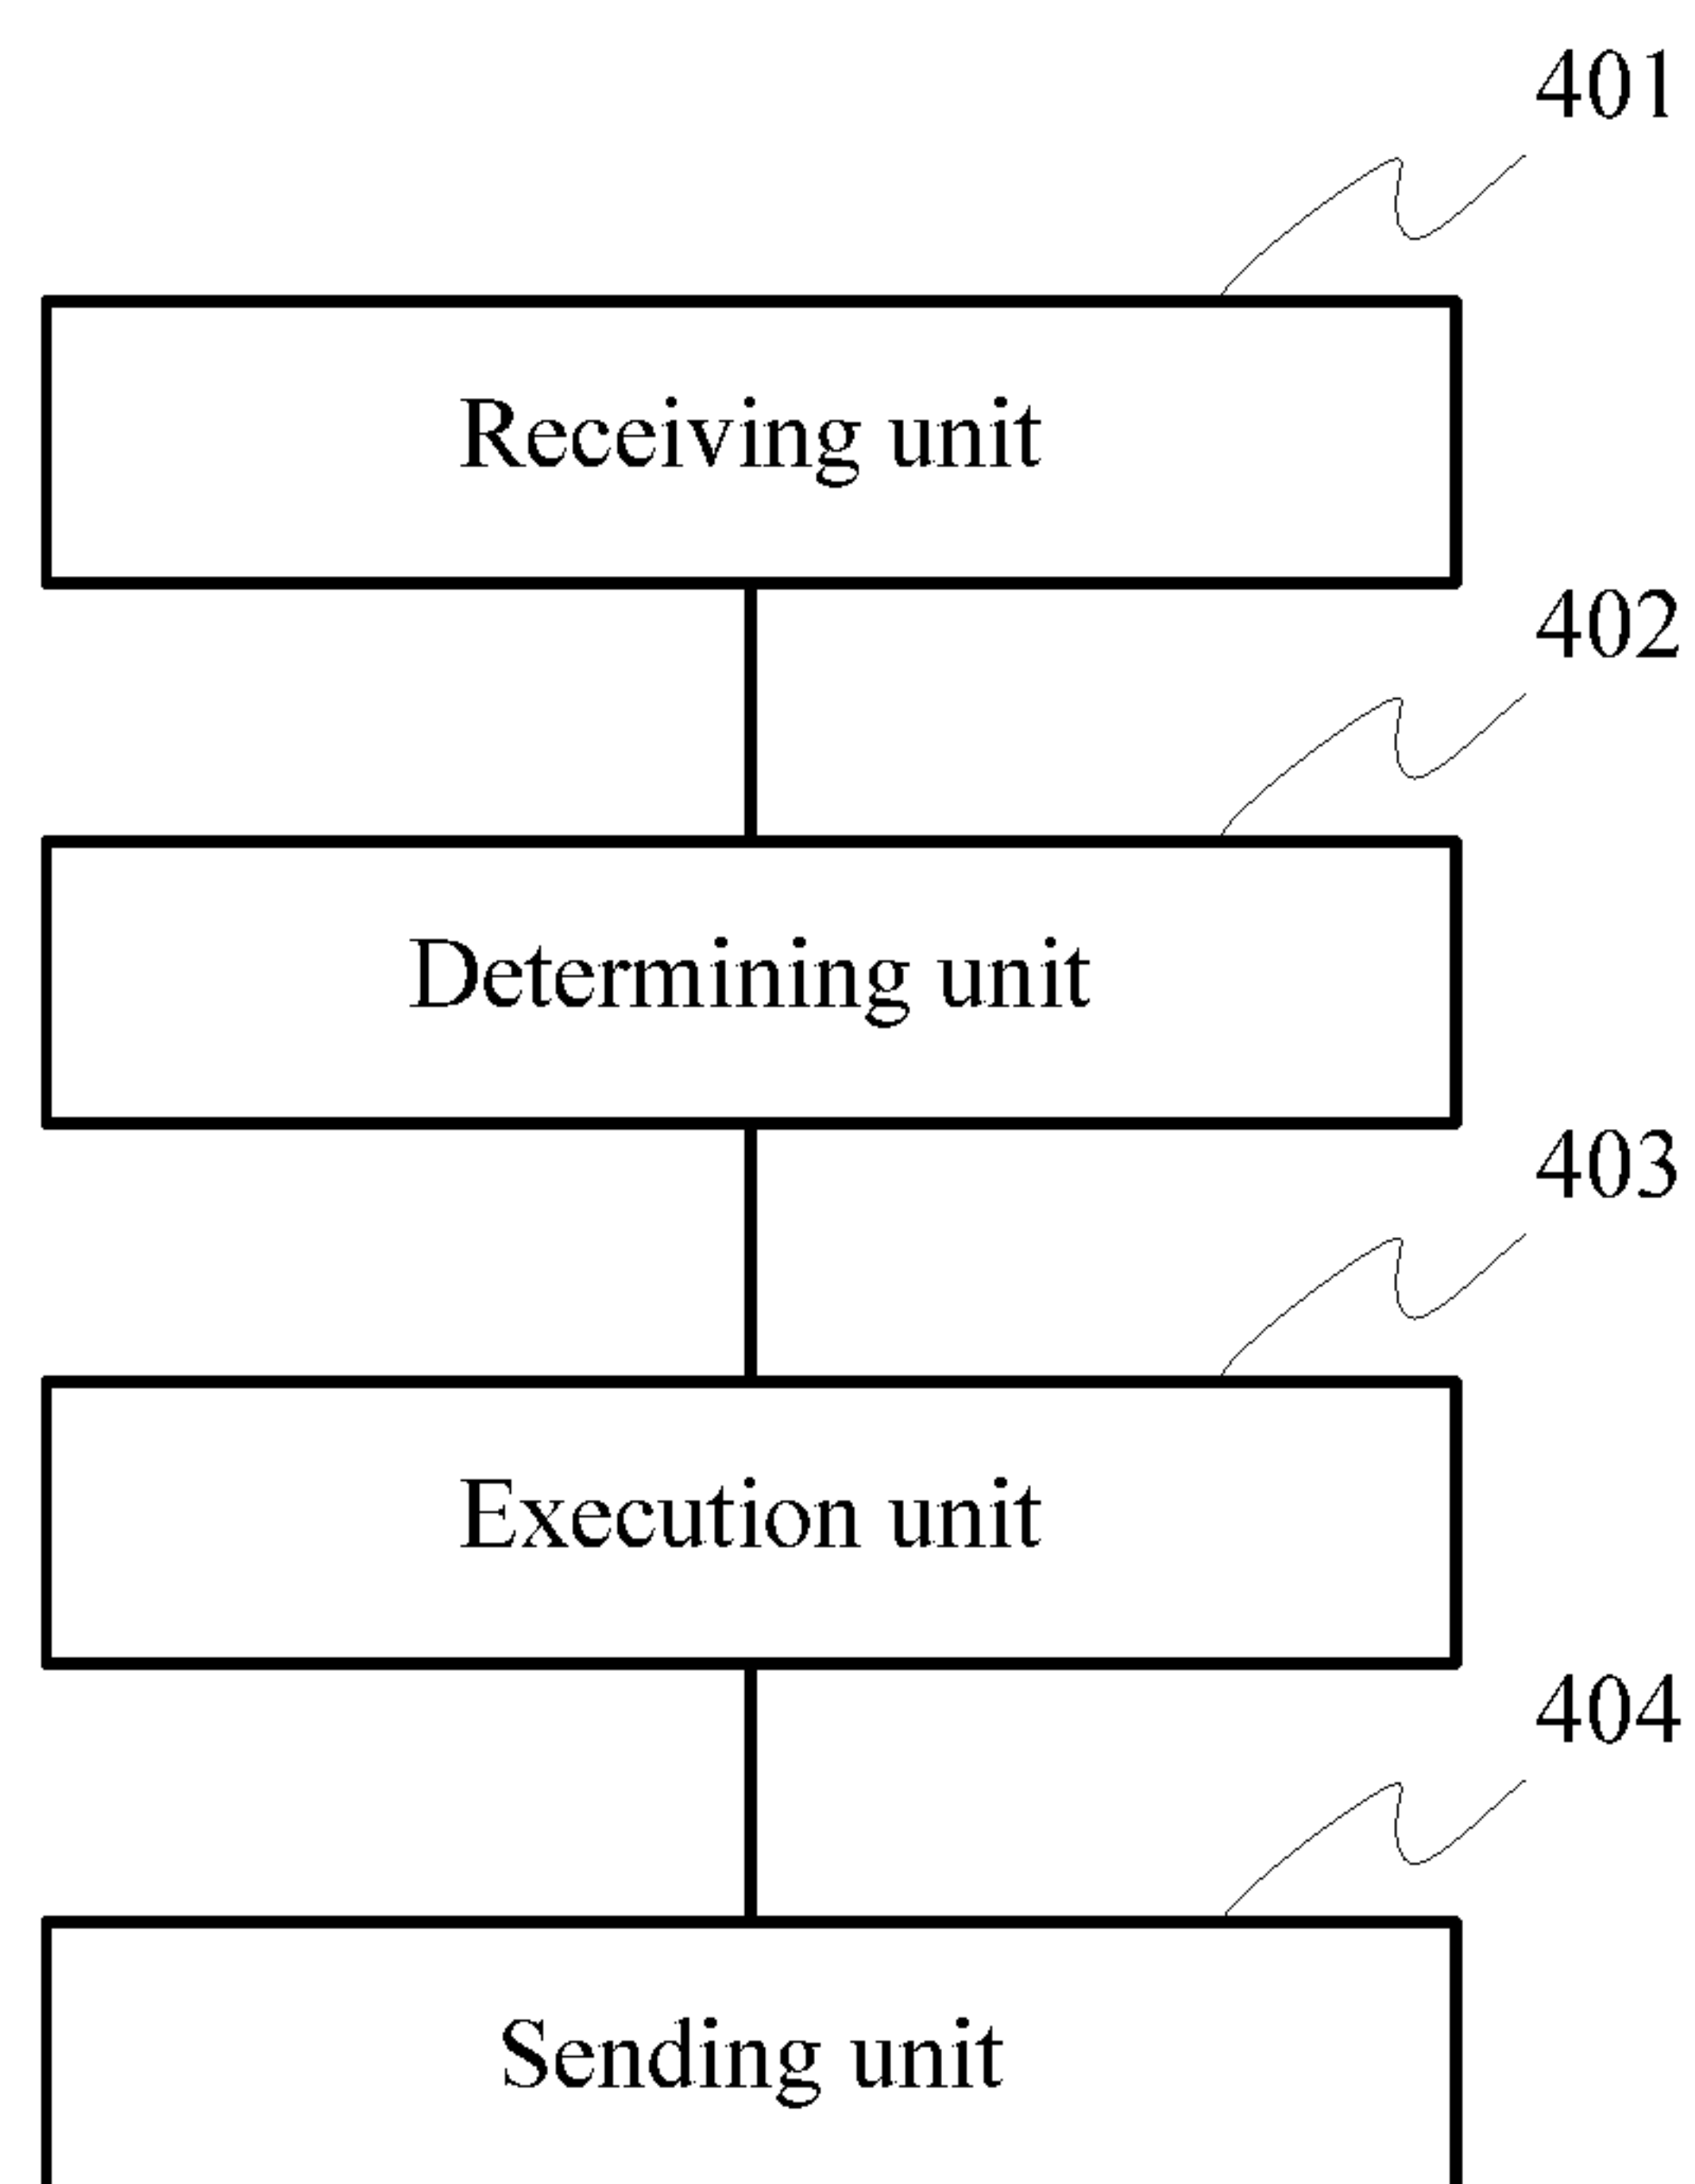 401
Receiving unit
402
Determining unit
403
Execution unit
404
Sending unit